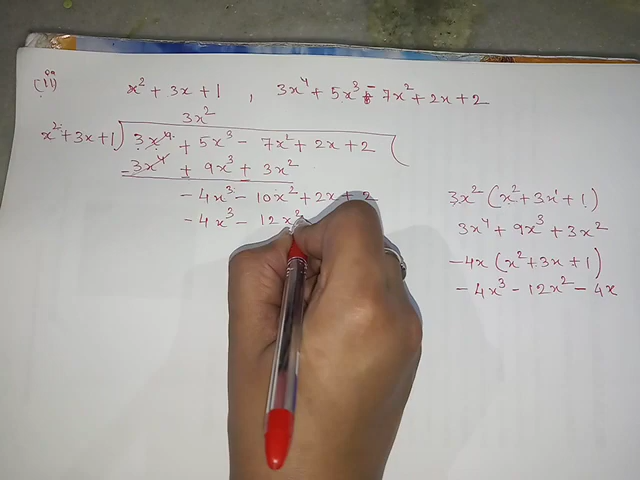 (ii) x² + 3x + 1 , 3x⁴ + 5x³ - 7x² + 2x + 2
3x²
x² + 3x + 1 ) 3x⁴ + 5x³ - 7x² + 2x + 2
3x⁴ + 9x³ + 3x²
- 4x³ - 10x² + 2x + 2
- 4x³ - 12x²
3x² (x² + 3x + 1)
3x⁴ + 9x³ + 3x²
-4x (x² + 3x + 1)
- 4x³ - 12x² - 4x